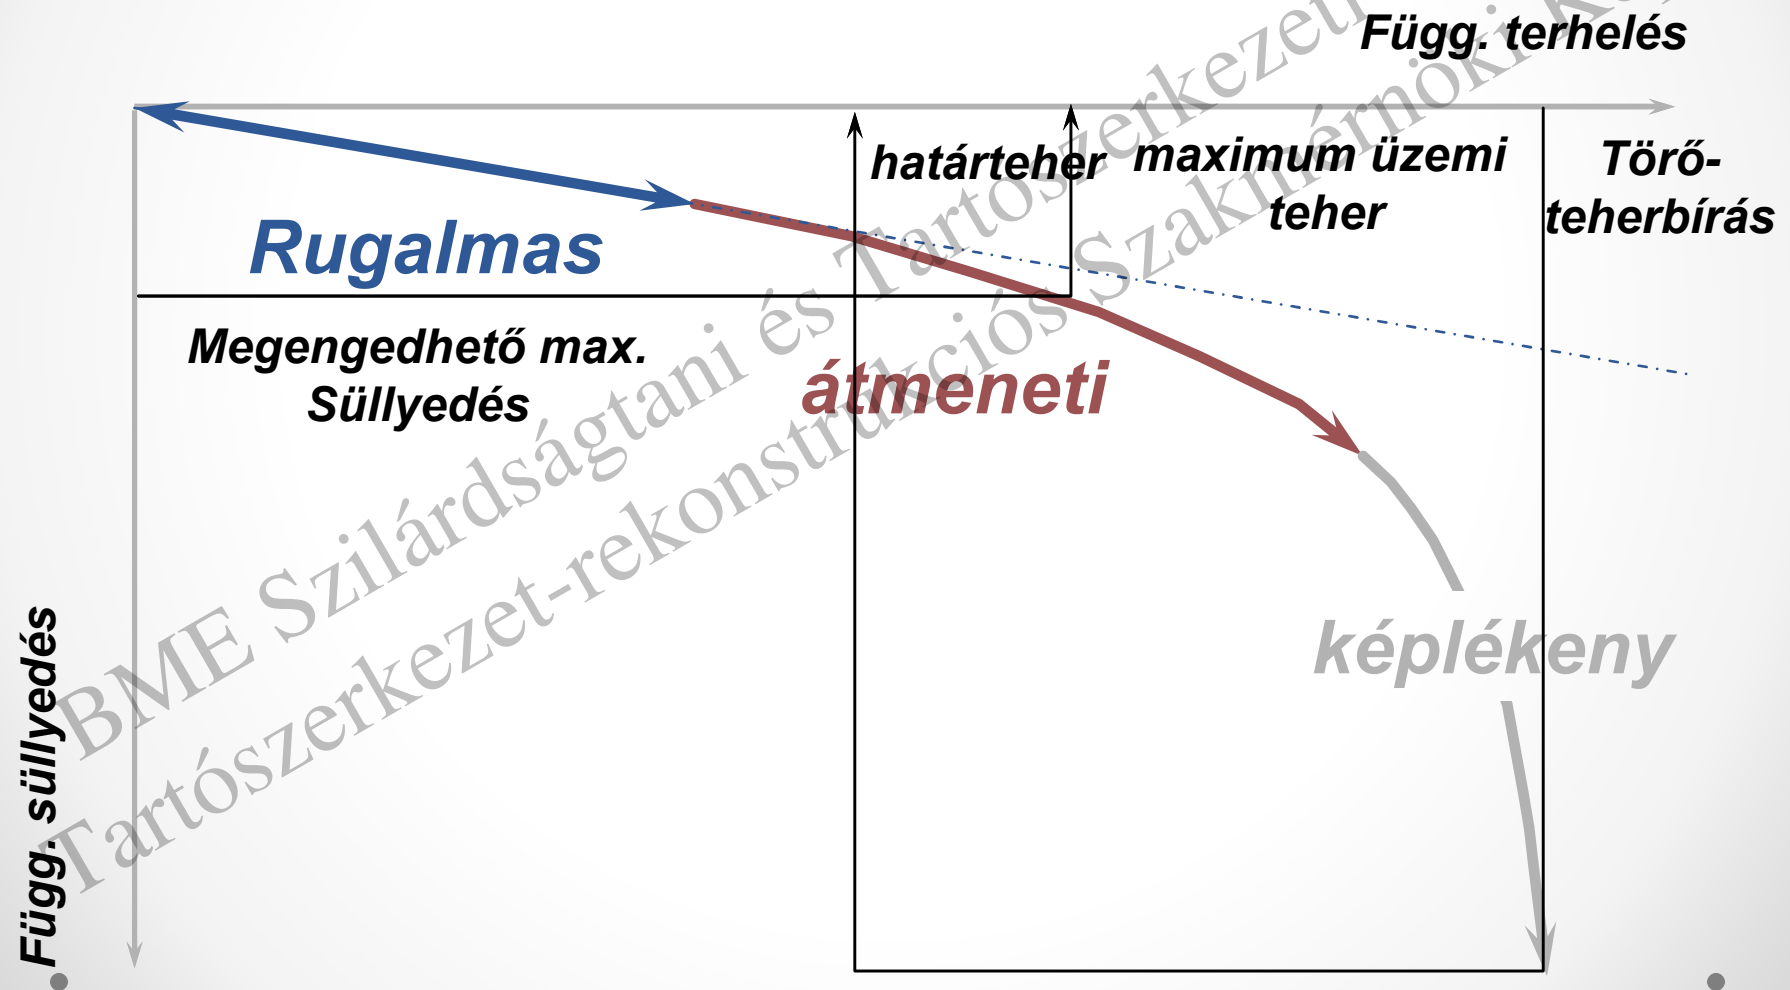 Függ. terhelés
határteher
maximum üzemi
teher
Törő-
teherbírás
Rugalmas
Megengedhető max.
Süllyedés
átmeneti
képlékeny
Függ. süllyedés
BME Szilárdságtani és Tartószerkezeti
Tartószerkezet-rekonstrukciós Szakmérnöki